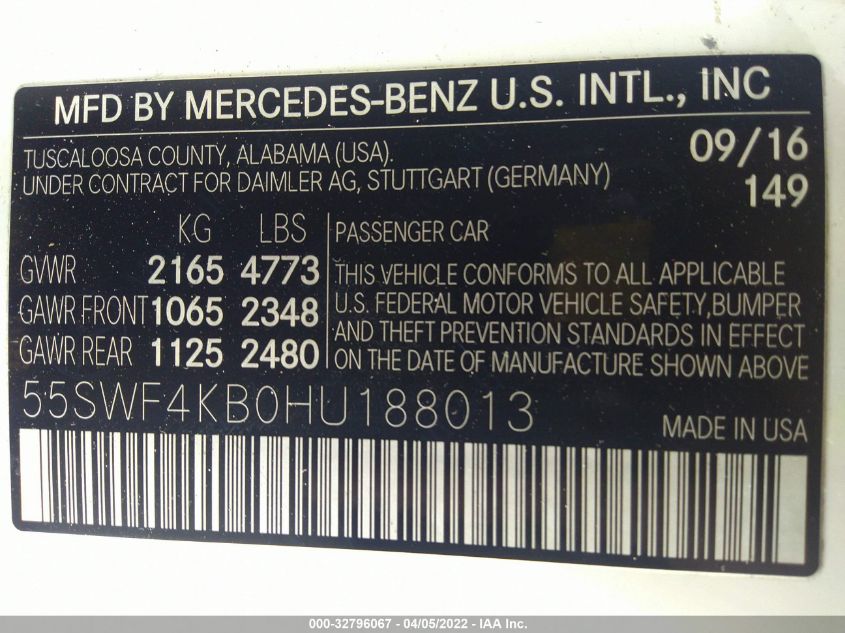 MFD BY MERCEDES-BENZ U.S. INTL., INC
TUSCALOOSA COUNTY, ALABAMA (USA).
UNDER CONTRACT FOR DAIMLER AG, STUTTGART (GERMANY)
09/16
149
KG LBS
GVWR 2165 4773
GAWR FRONT 1065 2348
GAWR REAR 1125 2480
PASSENGER CAR
THIS VEHICLE CONFORMS TO ALL APPLICABLE
U.S. FEDERAL MOTOR VEHICLE SAFETY,BUMPER
AND THEFT PREVENTION STANDARDS IN EFFECT
ON THE DATE OF MANUFACTURE SHOWN ABOVE
55SWF4KB0HU188013
MADE IN USA
000-32796067 - 04/05/2022 - IAA Inc.